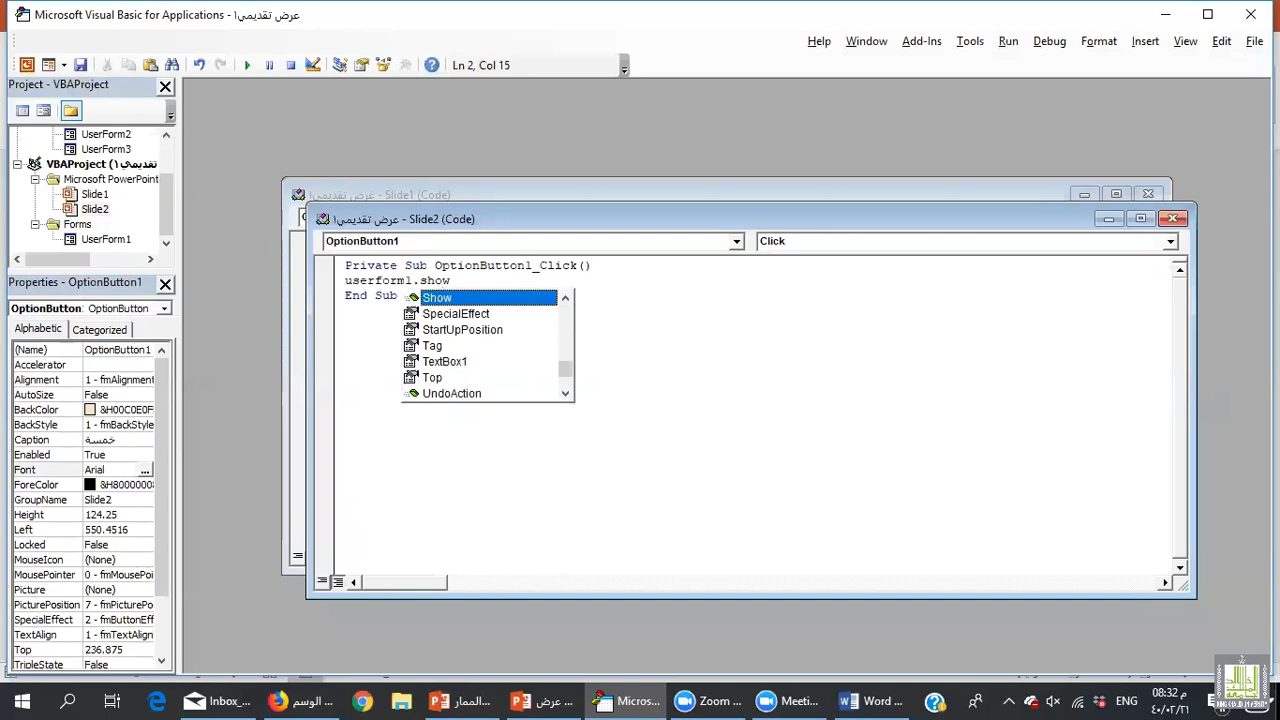 Microsoft Visual Basic for Applications - عرض تقديمي١
Help Window Add-Ins Tools Run Debug Format Insert View Edit File
Ln 2, Col 15
Project - VBAProject
UserForm2
UserForm3
VBAProject (تقديمي١
Microsoft PowerPoint
Slide1
Slide2
Forms
UserForm1
Properties - OptionButton1
OptionButton OptionButton
Alphabetic Categorized
(Name) OptionButton1
Accelerator
Alignment 1 - fmAlignment
AutoSize False
BackColor &H00C0E0F
BackStyle 1 - fmBackStyle
Caption خمسة
Enabled True
Font Arial ...
ForeColor &H8000000
GroupName Slide2
Height 124.25
Left 550.4516
Locked False
MouseIcon (None)
MousePointer 0 - fmMousePoi
Picture (None)
PicturePosition 7 - fmPicturePo
SpecialEffect 2 - fmButtonEf
TextAlign 1 - fmTextAlign
Top 236.875
TripleState False
عرض تقديمي١ - Slide1 (Code)
عرض تقديمي١ - Slide2 (Code)
OptionButton1 Click
Private Sub OptionButton1_Click()
userform1.show
End Sub
Show
SpecialEffect
StartUpPosition
Tag
TextBox1
Top
UndoAction
Inbox_...
الوسم ...
الممار...
عرض ...
Micros...
Zoom ...
Meeti...
Word ...
ENG
08:32 م